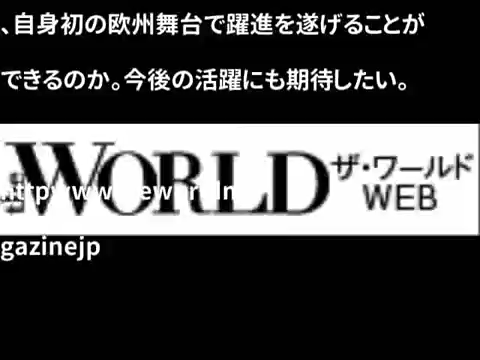 、自身初の欧州舞台で躍進を遂げることが
できるのか。今後の活躍にも期待したい。
WORLD
ザ・ワールド
WEB
gazinejp